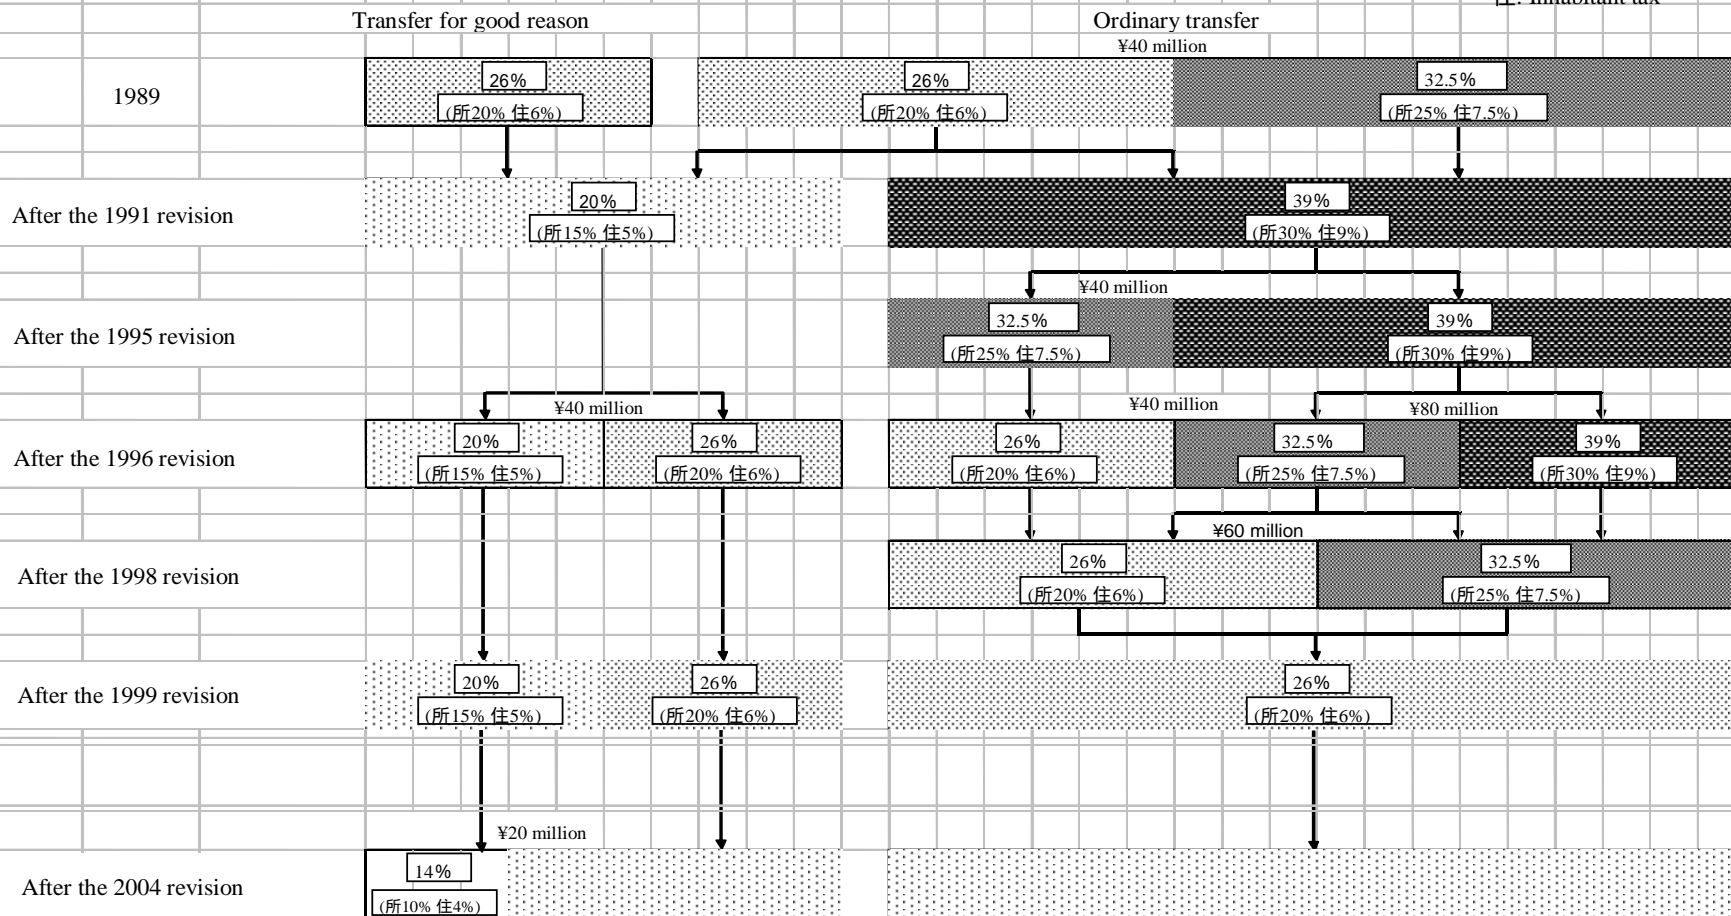 住: Inhabitant tax
Transfer for good reason
Ordinary transfer
¥40 million
1989
26%
(所20% 住6%)
26%
(所20% 住6%)
32.5%
(所25% 住7.5%)
After the 1991 revision
20%
(所15% 住5%)
39%
(所30% 住9%)
¥40 million
After the 1995 revision
32.5%
(所25% 住7.5%)
39%
(所30% 住9%)
¥40 million
¥40 million
¥80 million
After the 1996 revision
20%
(所15% 住5%)
26%
(所20% 住6%)
26%
(所20% 住6%)
32.5%
(所25% 住7.5%)
39%
(所30% 住9%)
¥60 million
After the 1998 revision
26%
(所20% 住6%)
32.5%
(所25% 住7.5%)
After the 1999 revision
20%
(所15% 住5%)
26%
(所20% 住6%)
26%
(所20% 住6%)
¥20 million
After the 2004 revision
14%
(所10% 住4%)